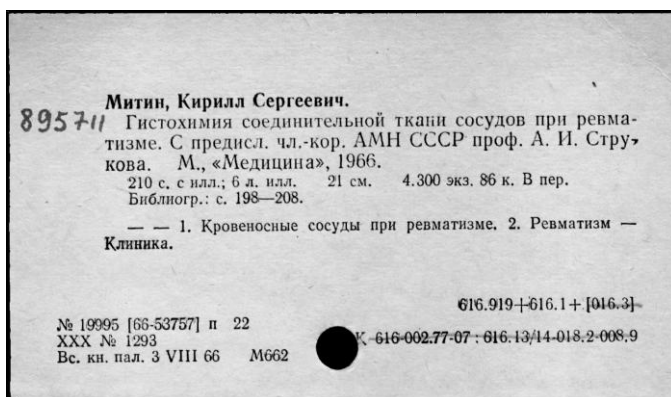 Митин, Кирилл Сергеевич.
895711
Гистохимия соединительной ткани сосудов при ревма-
тизме. С предисл. чл.-кор. АМН СССР проф. А. И. Стру-
кова. М., «Медицина», 1966.
210 с. с илл.; 6 л. илл. 21 см. 4.300 экз. 86 к. В пер.
Библиогр.: с. 198—208.
— — 1. Кровеносные сосуды при ревматизме. 2. Ревматизм —
Клиника.
616.919+616.1+[016.3]
№ 19995 [66-53757] п 22
К 616-002.77-07 : 616.13/14-018.2-008.9
XXX № 1293
Вс. кн. пал. 3 VIII 66 М662